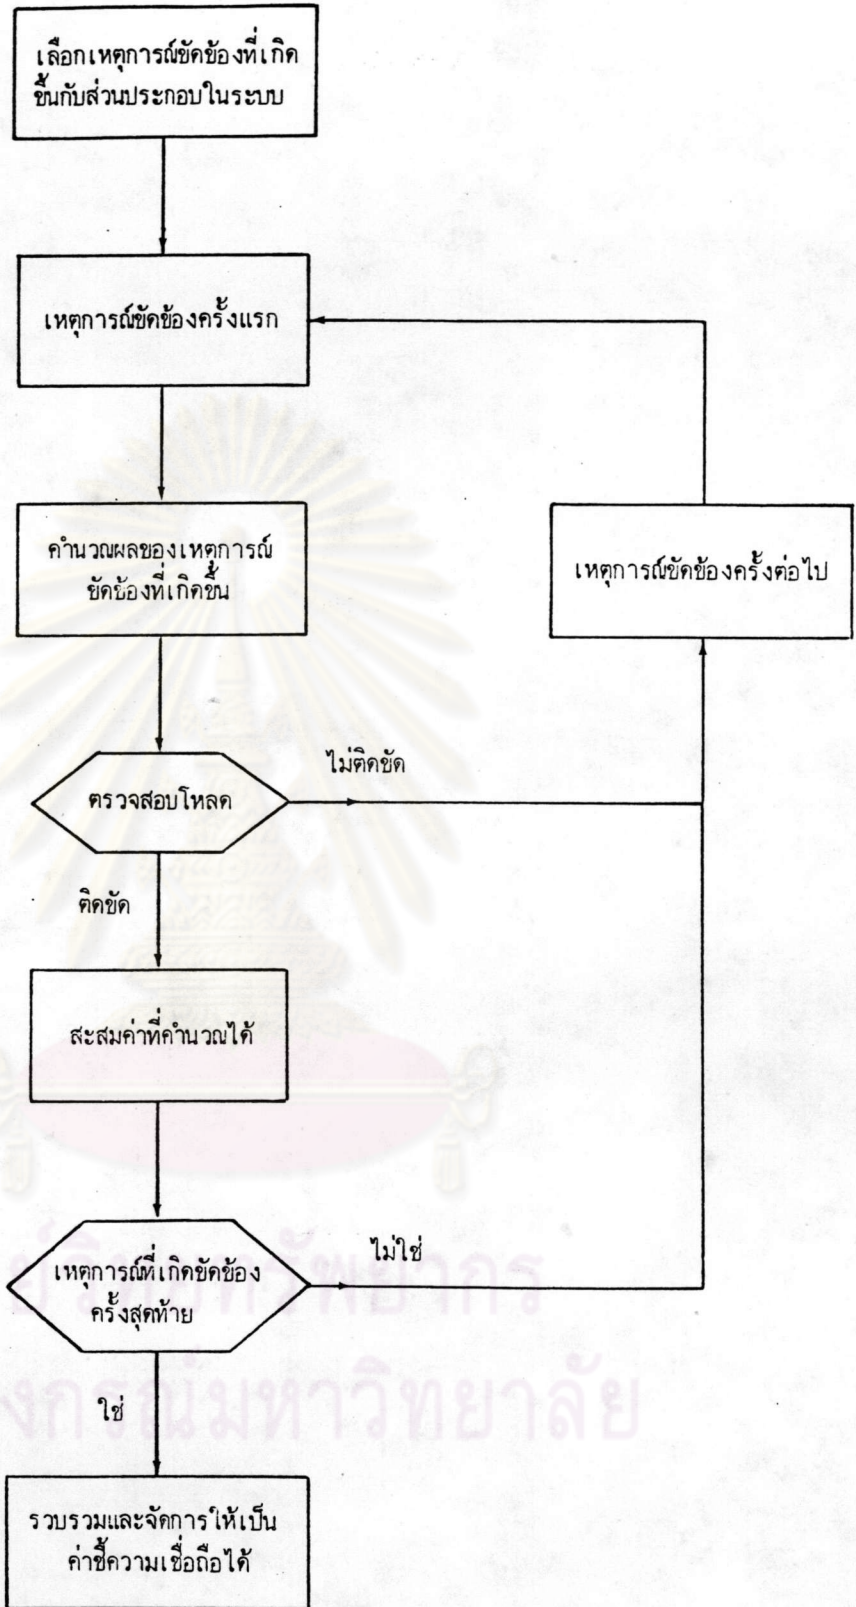 เลือกเหตุการณ์ขัดข้องที่เกิด
ขึ้นกับส่วนประกอบในระบบ
เหตุการณ์ขัดข้องครั้งแรก
คำนวณผลของเหตุการณ์
ขัดข้องที่เกิดขึ้น
เหตุการณ์ขัดข้องครั้งต่อไป
ไม่ติดขัด
ตรวจสอบโหลด
ติดขัด
สะสมค่าที่คำนวณได้
ไม่ใช่
เหตุการณ์ที่เกิดขัดข้อง
ครั้งสุดท้าย
ใช่
รวบรวมและจัดการให้เป็น
ค่าชี้ความเชื่อถือได้